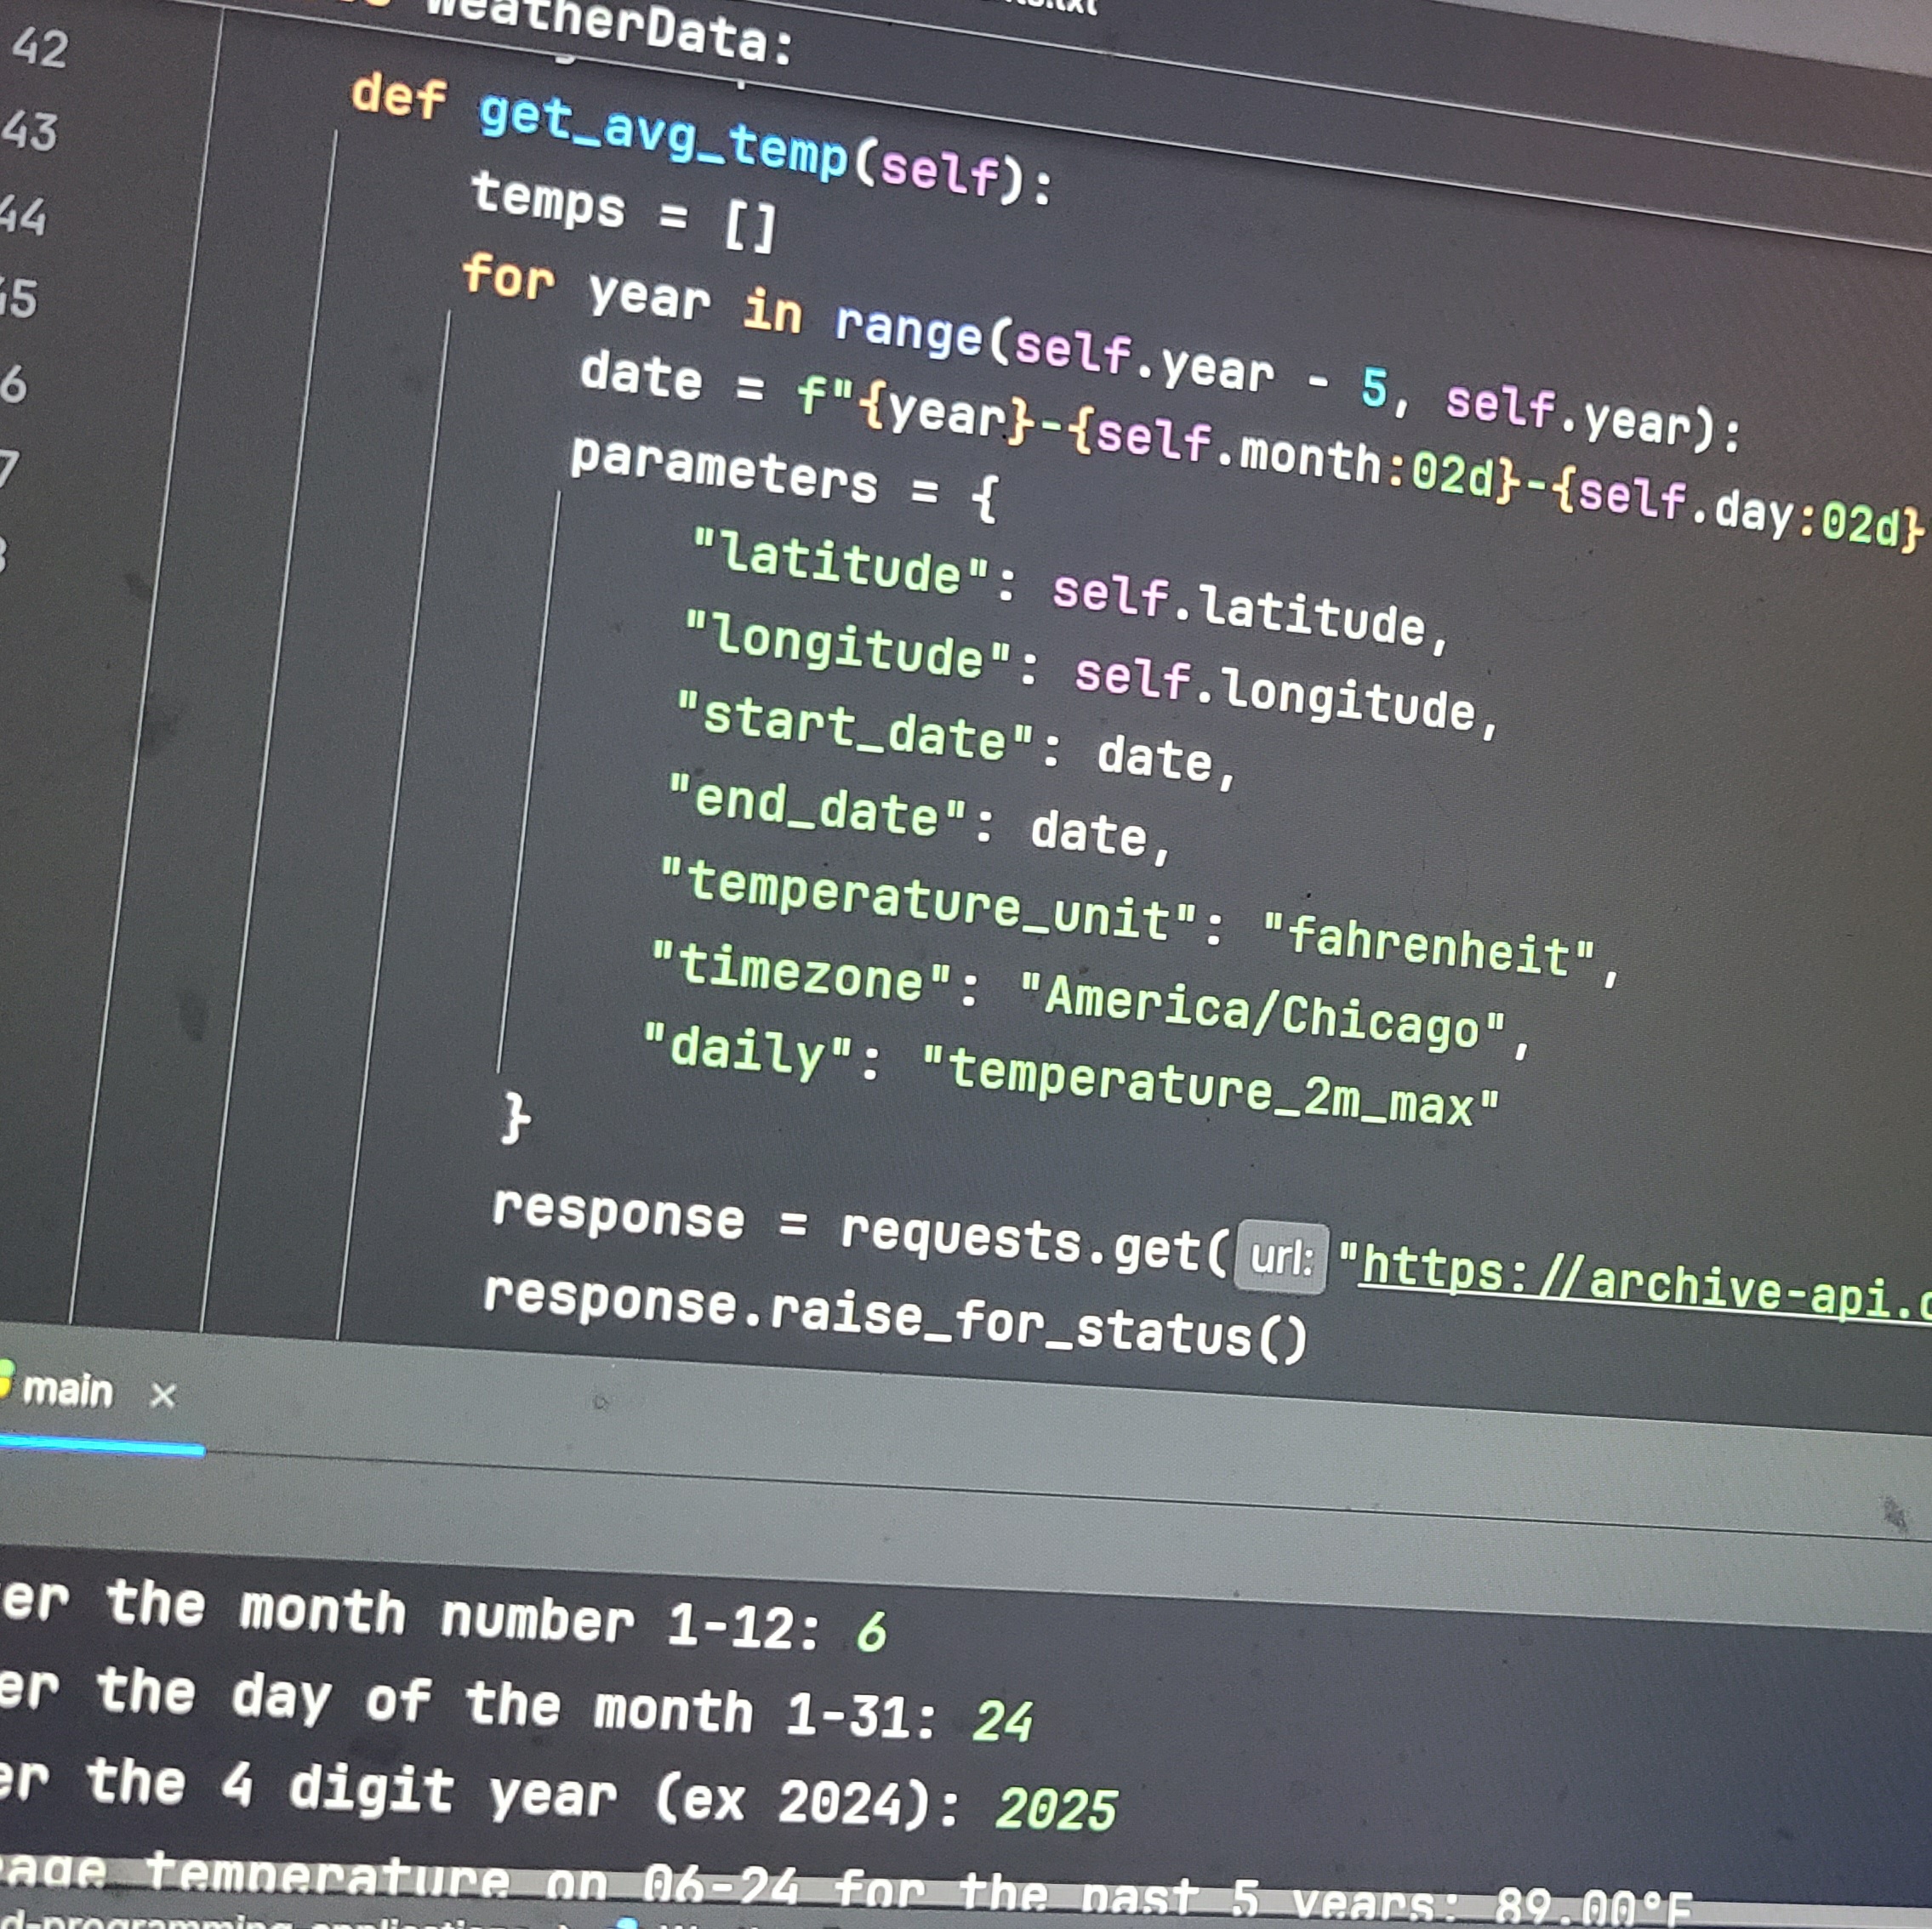 WeatherData:
42
def get_avg_temp(self):
43
temps = []
44
for year in range(self.year - 5, self.year):
45
date = f"{year}-{self.month:02d}-{self.day:02d}
6
parameters = {
7
"latitude": self.latitude,
8
"longitude": self.longitude,
"start_date": date,
"end_date": date,
"temperature_unit": "fahrenheit",
"timezone": "America/Chicago",
"daily": "temperature_2m_max"
}
response = requests.get( url: "https://archive-api.
response.raise_for_status()
main ×
er the month number 1-12: 6
er the day of the month 1-31: 24
er the 4 digit year (ex 2024): 2025
age temperature on 06-24 for the past 5 years: 89.00°F
d-programming-applications